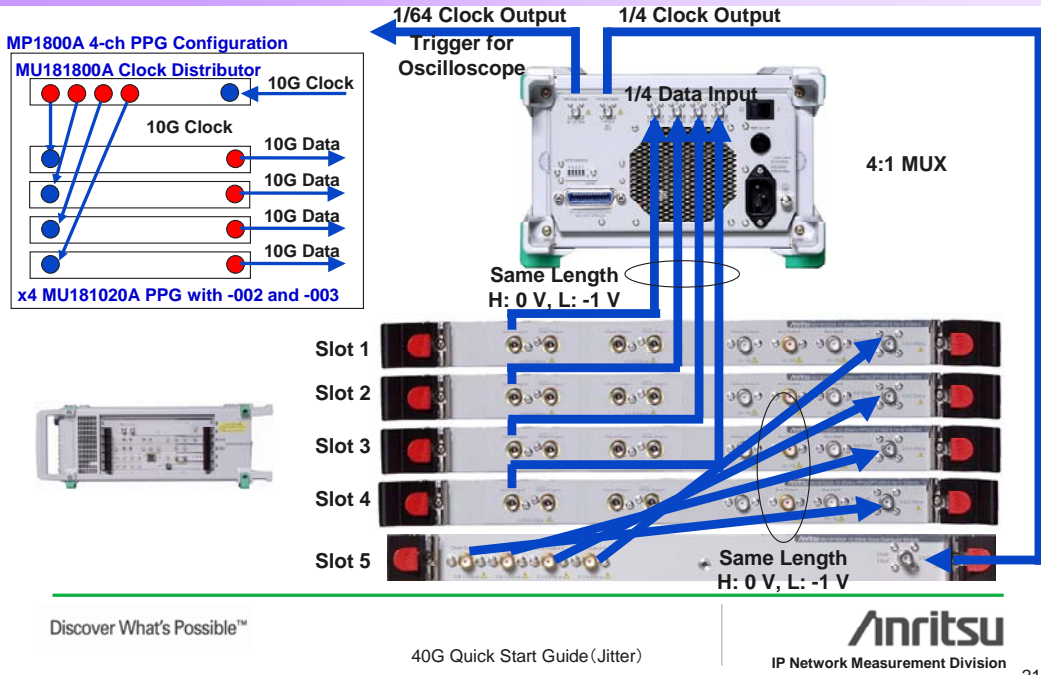 1/64 Clock Output
1/4 Clock Output
MP1800A 4-ch PPG Configuration
Trigger for
Oscilloscope
MU181800A Clock Distributor
10G Clock
1/4 Data Input
10G Clock
10G Data
4:1 MUX
10G Data
10G Data
10G Data
x4 MU181020A PPG with -002 and -003
Same Length
H: 0 V, L: -1 V
Slot 1
Slot 2
Slot 3
Slot 4
Slot 5
Same Length
H: 0 V, L: -1 V
Discover What's Possible™
Anritsu
40G Quick Start Guide(Jitter)
IP Network Measurement Division